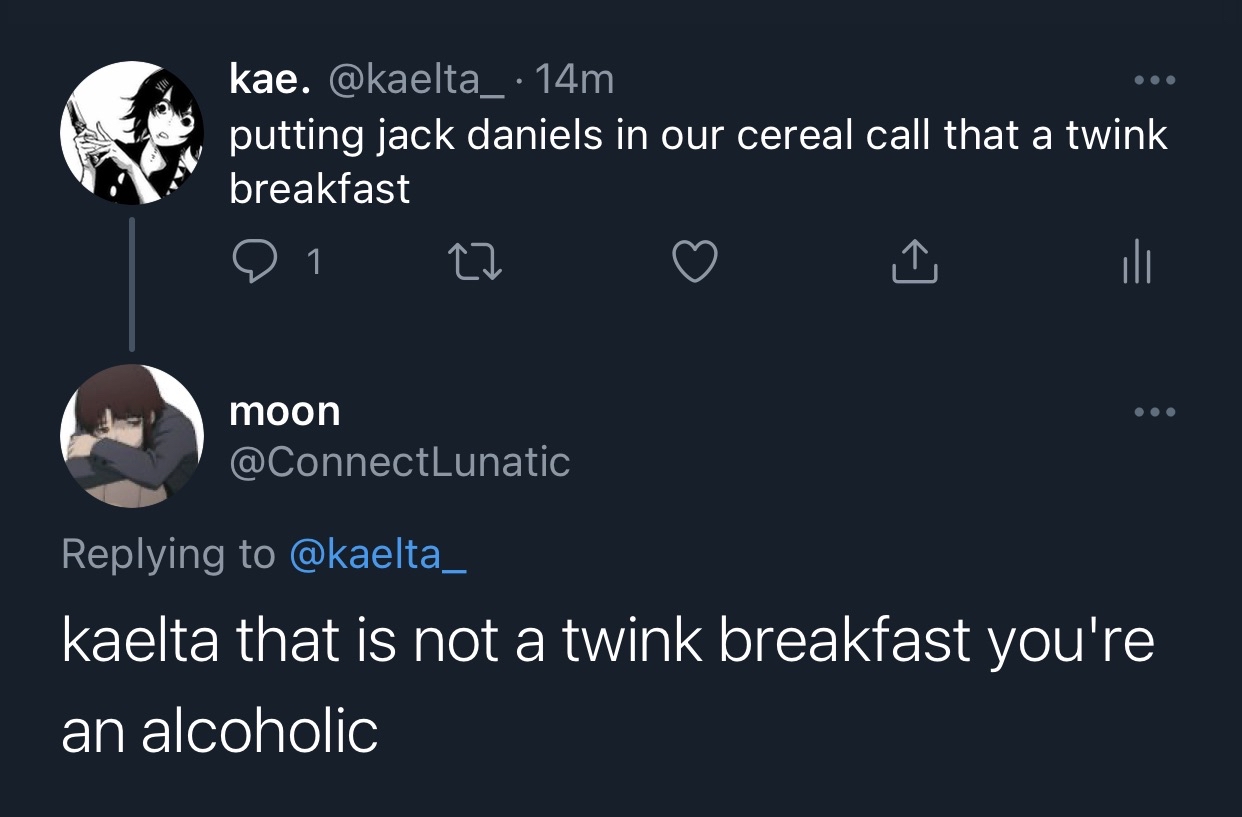 kae. @kaelta_ · 14m
putting jack daniels in our cereal call that a twink
breakfast
1
moon
@ConnectLunatic
Replying to @kaelta_
kaelta that is not a twink breakfast you're
an alcoholic